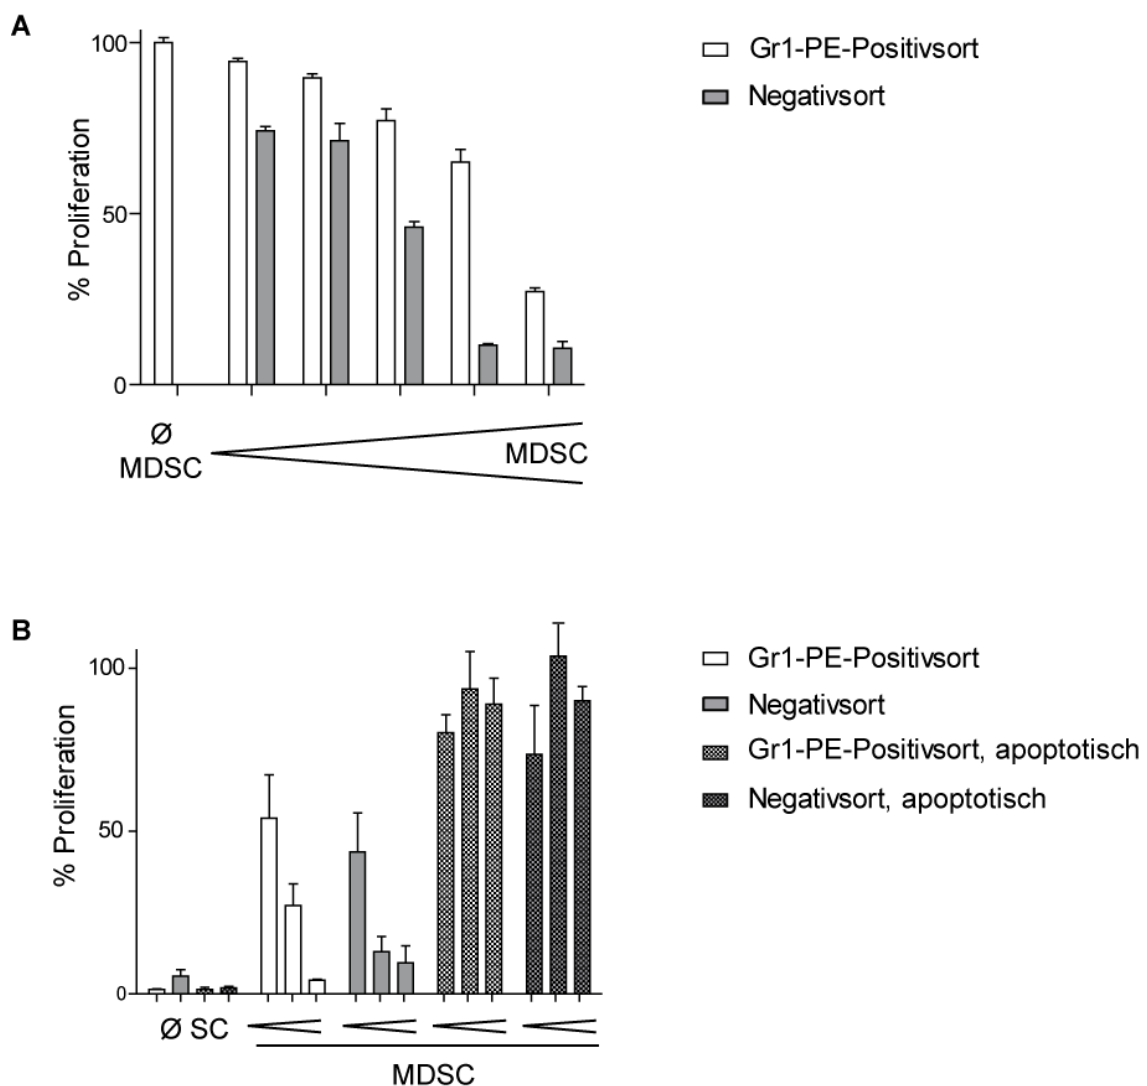 A
100
50
0
% Proliferation
Ø
MDSC
MDSC
Gr1-PE-Positivsort
Negativsort
B
100
50
0
% Proliferation
Ø SC
MDSC
Gr1-PE-Positivsort
Negativsort
Gr1-PE-Positivsort, apoptotisch
Negativsort, apoptotisch